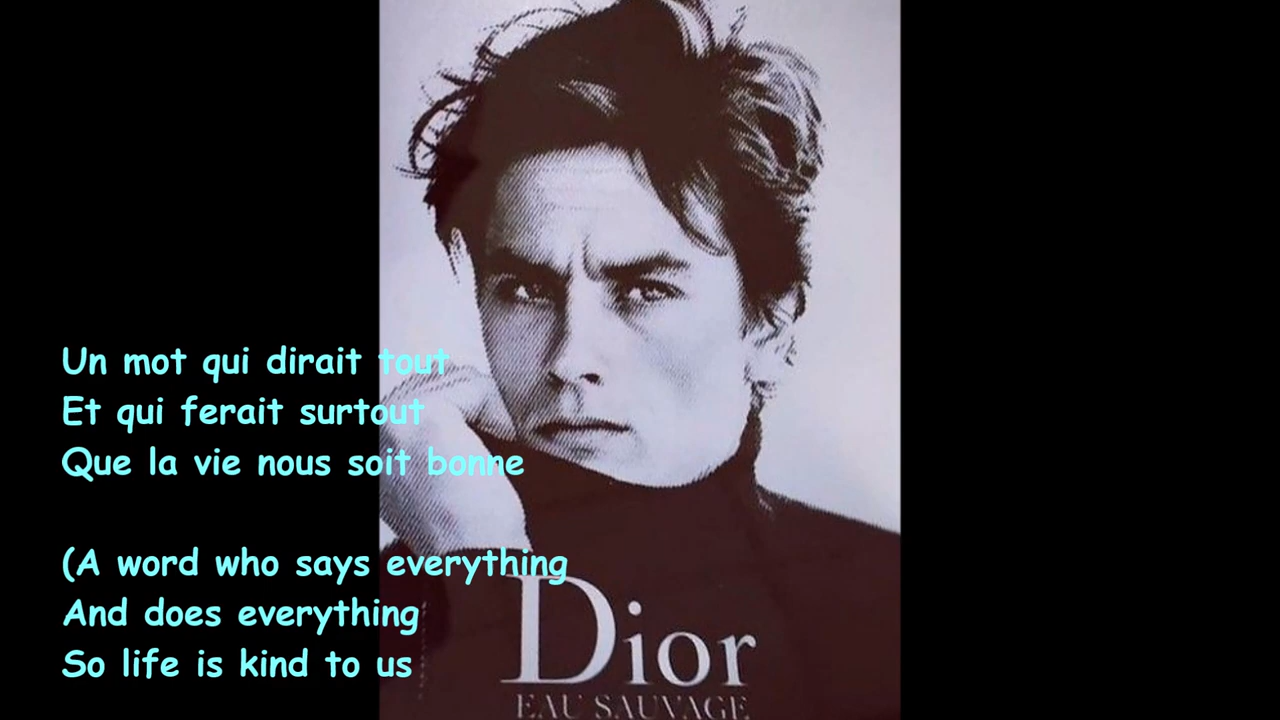 Un mot qui dirait tout
Et qui ferait surtout
Que la vie nous soit bonne
(A word who says everything
And does everything
So life is kind to us
Dior
EAU SAUVAGE